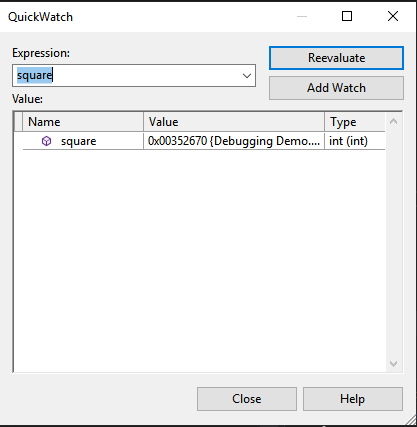 QuickWatch
Expression:
Reevaluate
square
Add Watch
Value:
Name Value Type
square 0x00352670 {Debugging Demo.... int (int)
Close Help